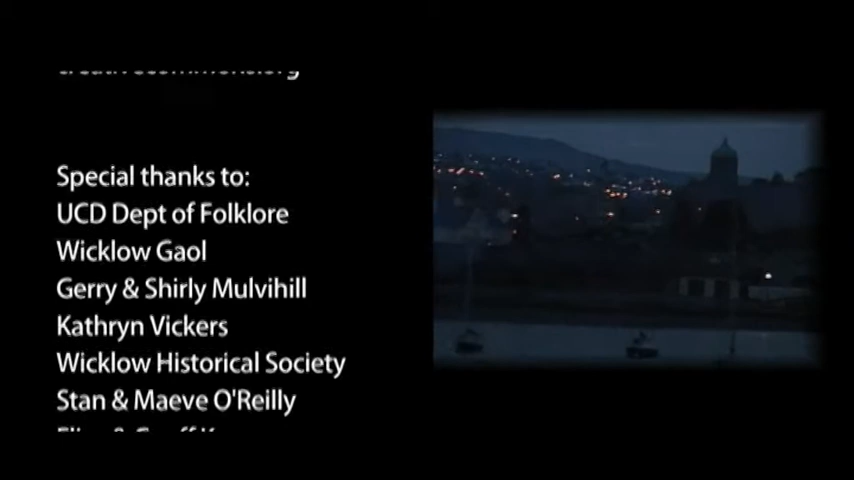 Special thanks to:
UCD Dept of Folklore
Wicklow Gaol
Gerry & Shirly Mulvihill
Kathryn Vickers
Wicklow Historical Society
Stan & Maeve O'Reilly